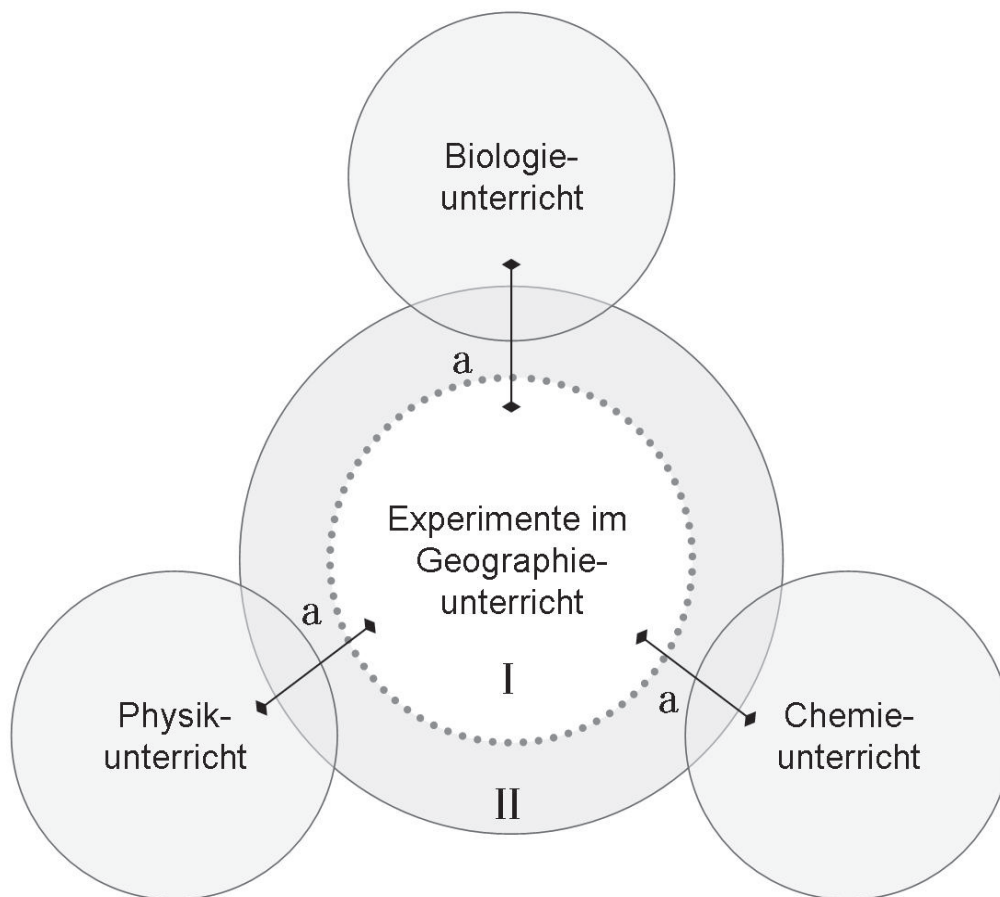 Biologie-
unterricht
a
Experimente im
Geographie-
unterricht
a
I
a
Physik-
unterricht
Chemie-
unterricht
II